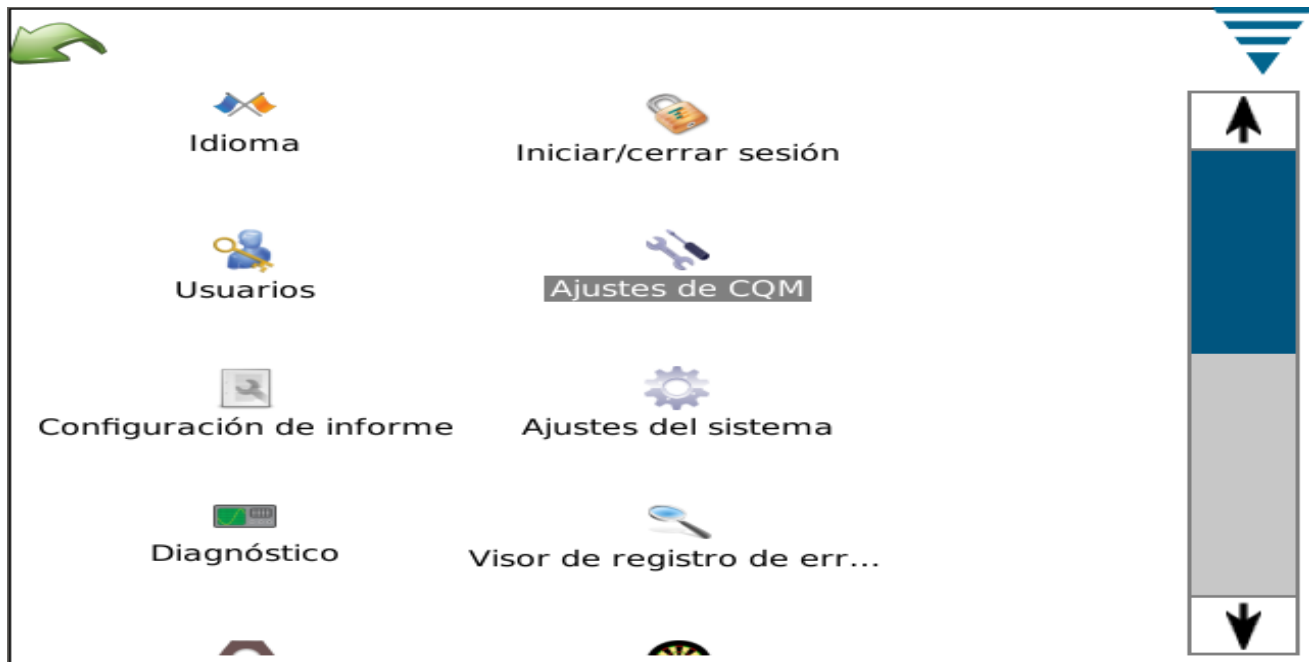 Idioma
Iniciar/cerrar sesión
Usuarios
Ajustes de CQM
Configuración de informe
Ajustes del sistema
Diagnóstico
Visor de registro de err...